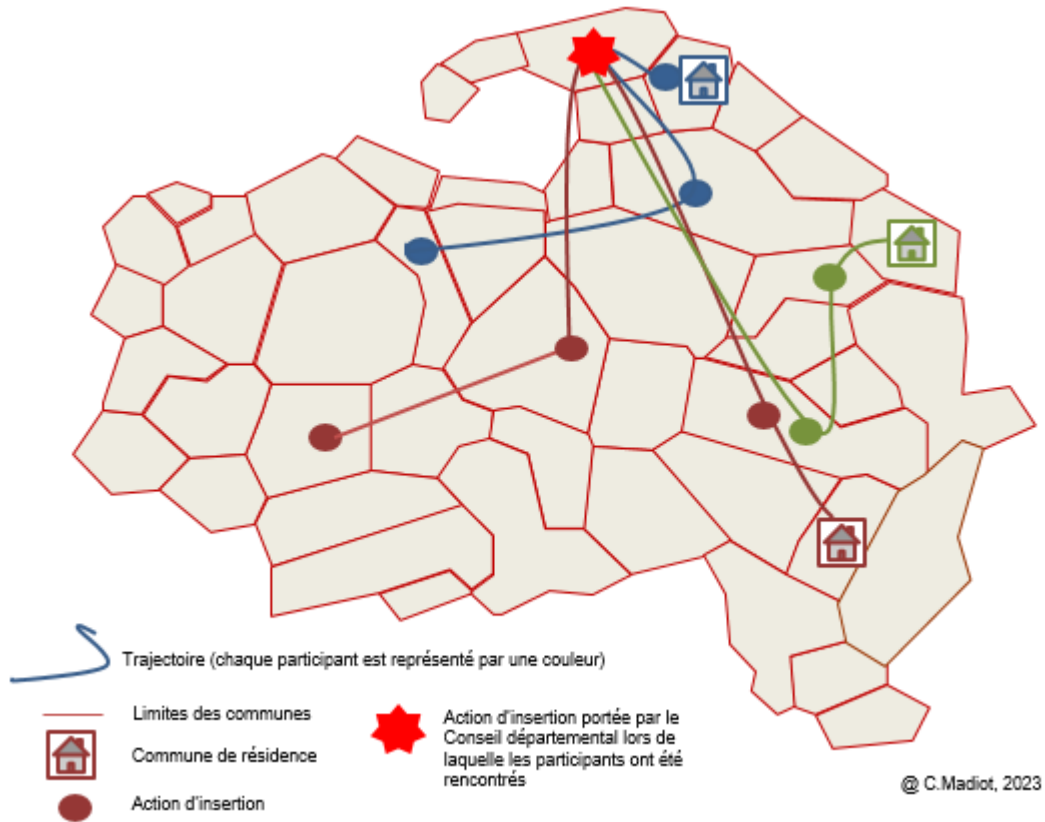 Trajectoire (chaque participant est représenté par une couleur)
Limites des communes
Commune de résidence
Action d'insertion
Action d'insertion portée par le
Conseil départemental lors de
laquelle les participants ont été
rencontrés
@ C.Madiot, 2023